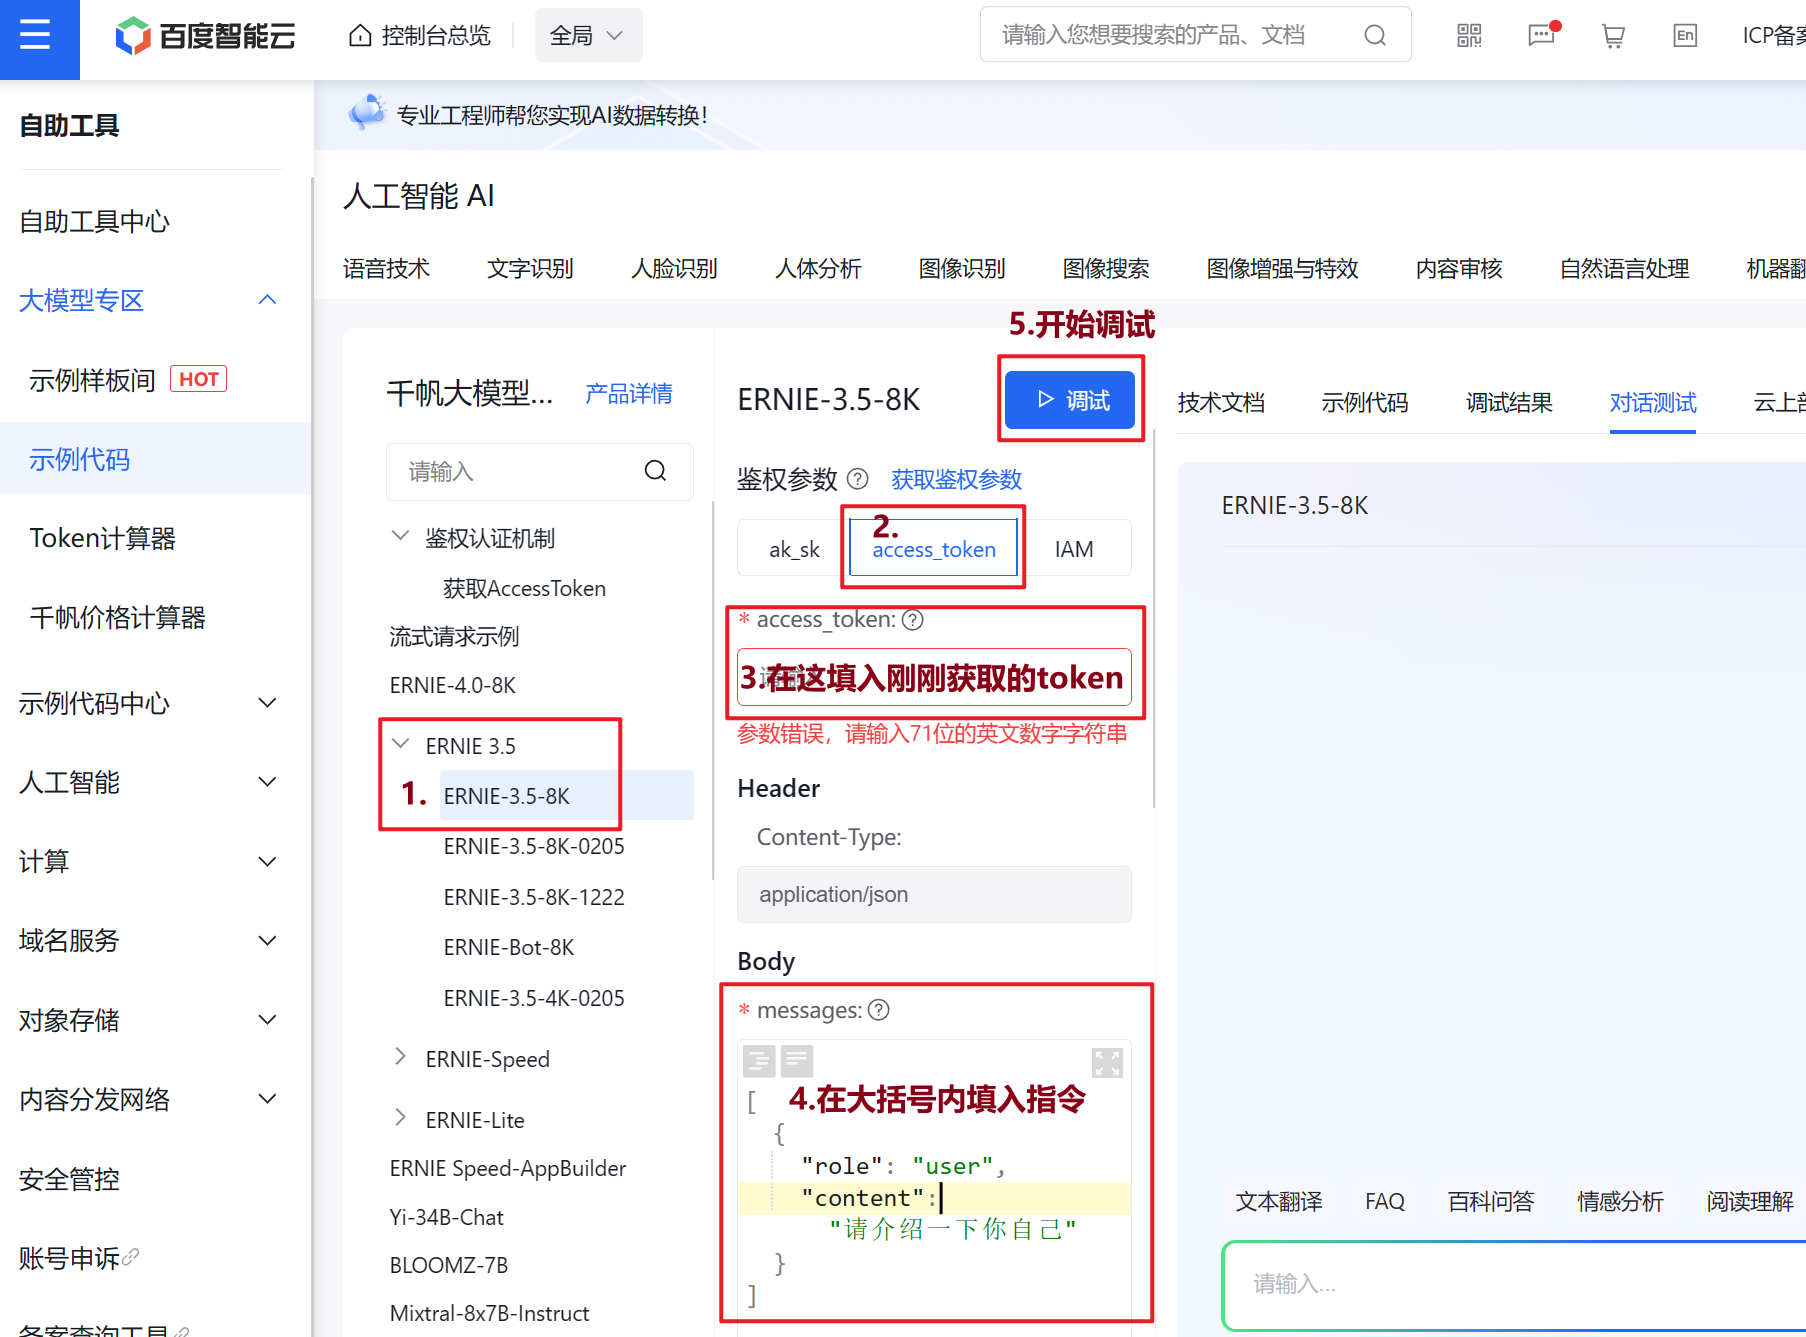 百度智能云
控制台总览
全局
请输入您想要搜索的产品、文档
En
ICP备案
自助工具
自助工具中心
大模型专区
示例样板间 HOT
示例代码
Token计算器
千帆价格计算器
示例代码中心
人工智能
计算
域名服务
对象存储
内容分发网络
安全管控
账号申诉
备案查询工具
专业工程师帮您实现AI数据转换!
人工智能 AI
语音技术 文字识别 人脸识别 人体分析 图像识别 图像搜索 图像增强与特效 内容审核 自然语言处理 机器翻
千帆大模型... 产品详情
请输入
鉴权认证机制
获取AccessToken
流式请求示例
ERNIE-4.0-8K
ERNIE 3.5
1. ERNIE-3.5-8K
ERNIE-3.5-8K-0205
ERNIE-3.5-8K-1222
ERNIE-Bot-8K
ERNIE-3.5-4K-0205
ERNIE-Speed
ERNIE-Lite
ERNIE Speed-AppBuilder
Yi-34B-Chat
BLOOMZ-7B
Mixtral-8x7B-Instruct
5.开始调试
ERNIE-3.5-8K
调试
鉴权参数 ? 获取鉴权参数
2.
ak_sk access_token IAM
* access_token: ?
3.在这填入刚刚获取的token
参数错误，请输入71位的英文数字字符串
Header
Content-Type:
application/json
Body
* messages: ?
4.在大括号内填入指令
[
{
"role": "user",
"content":
"请介绍一下你自己"
}
]
技术文档 示例代码 调试结果 对话测试 云上部
ERNIE-3.5-8K
文本翻译 FAQ 百科问答 情感分析 阅读理解
请输入...